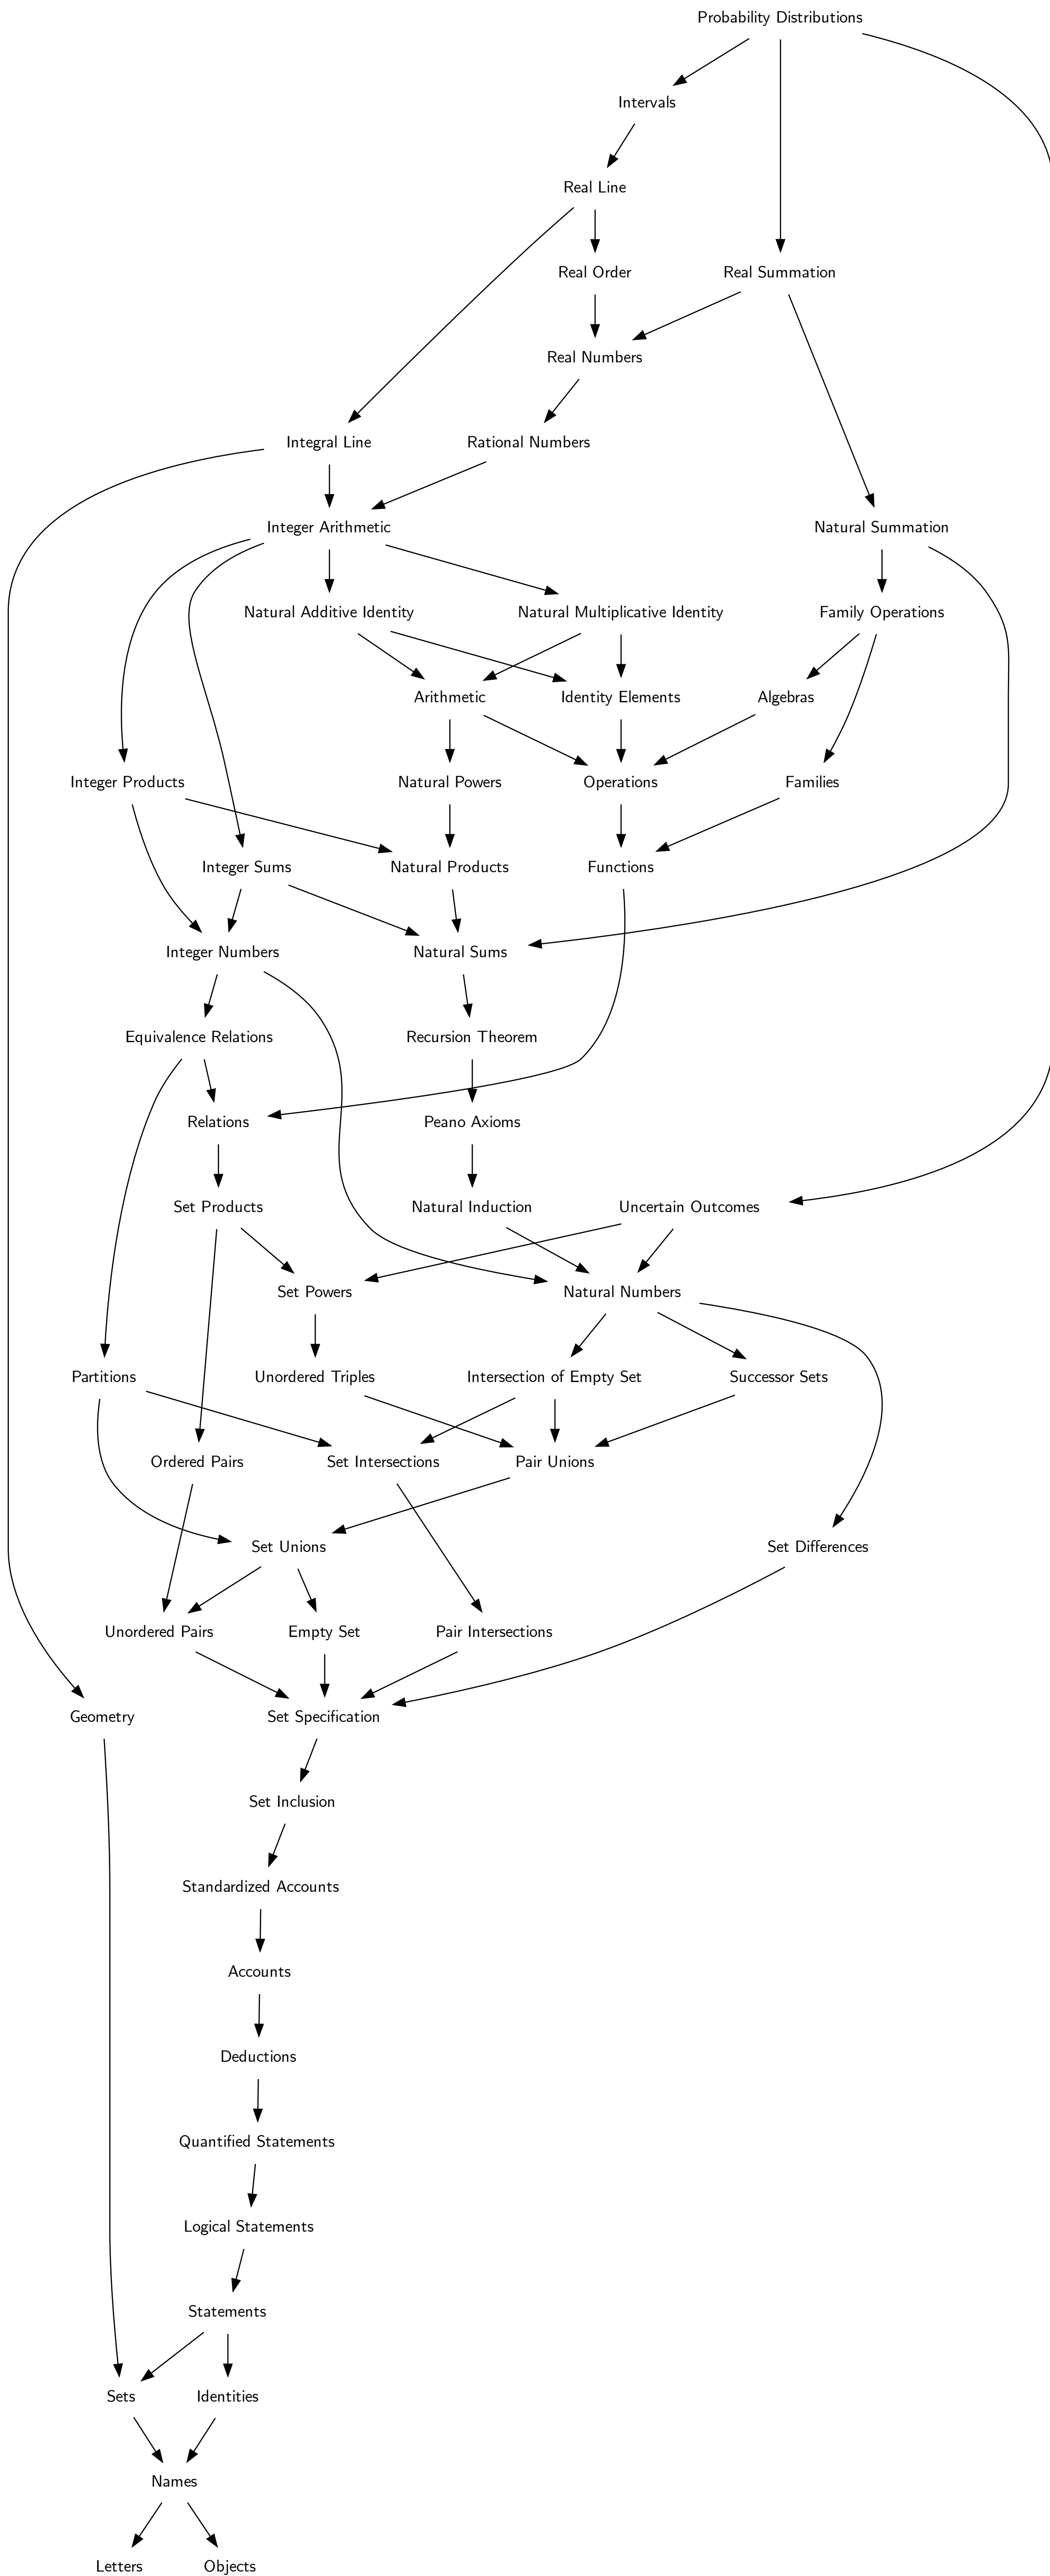 Probability Distributions
Intervals
Real Line
Real Order
Real Summation
Real Numbers
Integral Line
Rational Numbers
Integer Arithmetic
Natural Summation
Natural Additive Identity
Natural Multiplicative Identity
Family Operations
Arithmetic
Identity Elements
Algebras
Integer Products
Natural Powers
Operations
Families
Integer Sums
Natural Products
Functions
Integer Numbers
Natural Sums
Equivalence Relations
Recursion Theorem
Relations
Peano Axioms
Set Products
Natural Induction
Uncertain Outcomes
Set Powers
Natural Numbers
Partitions
Unordered Triples
Intersection of Empty Set
Successor Sets
Ordered Pairs
Set Intersections
Pair Unions
Set Unions
Set Differences
Unordered Pairs
Empty Set
Pair Intersections
Geometry
Set Specification
Set Inclusion
Standardized Accounts
Accounts
Deductions
Quantified Statements
Logical Statements
Statements
Sets
Identities
Names
Letters
Objects